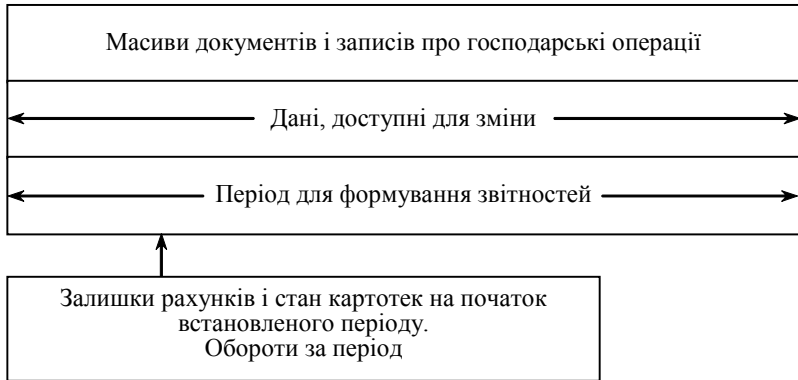 Масиви документів і записів про господарські операції
Дані, доступні для зміни
Період для формування звітностей
Залишки рахунків і стан картотек на початок
встановленого періоду.
Обороти за період